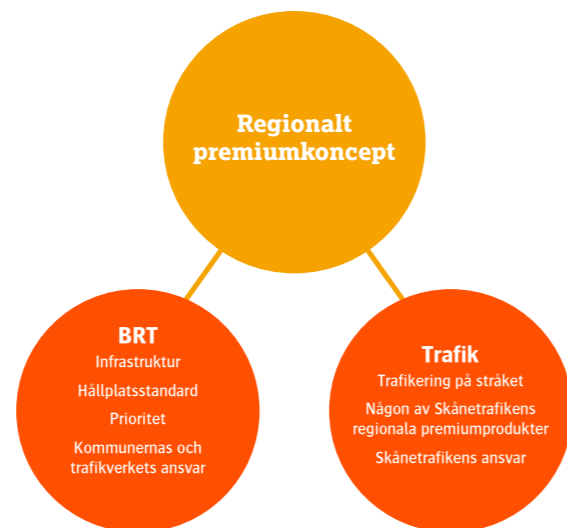 Regionalt
premiumkoncept
BRT
Infrastruktur
Hållplatsstandard
Prioritet
Kommunernas och
trafikverkets ansvar
Trafik
Trafikering på stråket
Någon av Skånetrafikens
regionala premiumprodukter
Skånetrafikens ansvar